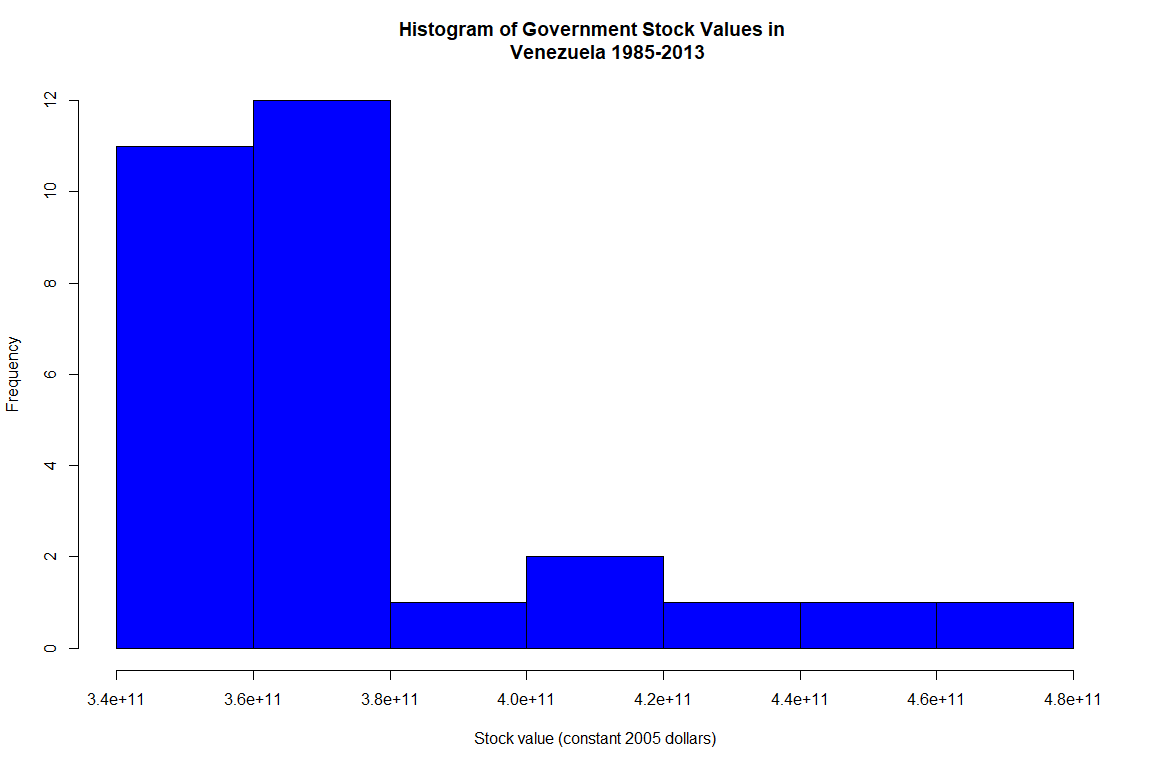 Histogram of Government Stock Values in
Venezuela 1985-2013
12
10
8
6
4
2
0
Frequency
3.4e+11 3.6e+11 3.8e+11 4.0e+11 4.2e+11 4.4e+11 4.6e+11 4.8e+11
Stock value (constant 2005 dollars)